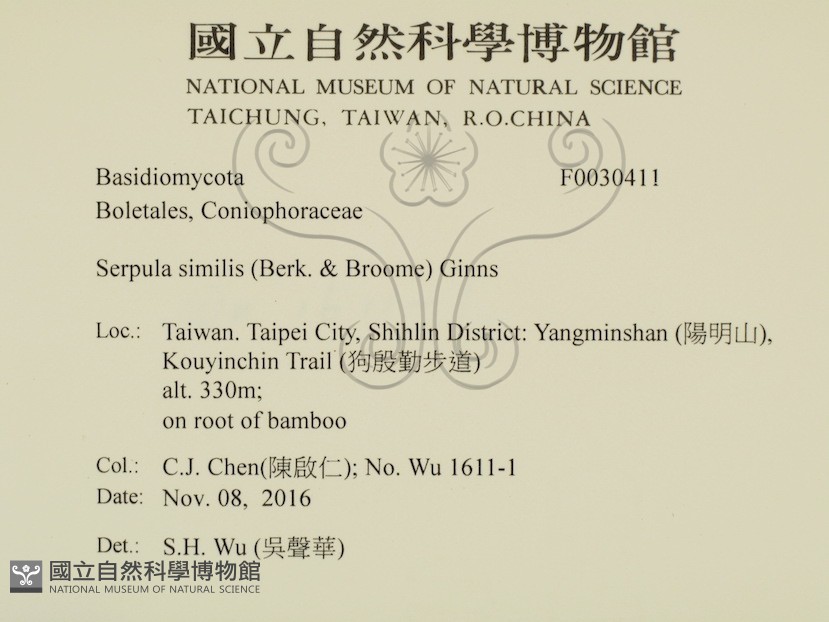 國立自然科學博物館
NATIONAL MUSEUM OF NATURAL SCIENCE
TAICHUNG, TAIWAN, R.O.CHINA
Basidiomycota F0030411
Boletales, Coniophoraceae
Serpula similis (Berk. & Broome) Ginns
Loc.: Taiwan. Taipei City, Shihlin District: Yangminshan (陽明山),
Kouyinchin Trail (狗殷勤步道)
alt. 330m;
on root of bamboo
Col.: C.J. Chen(陳啟仁); No. Wu 1611-1
Date: Nov. 08, 2016
Det.: S.H. Wu (吳聲華)
國立自然科學博物館
NATIONAL MUSEUM OF NATURAL SCIENCE